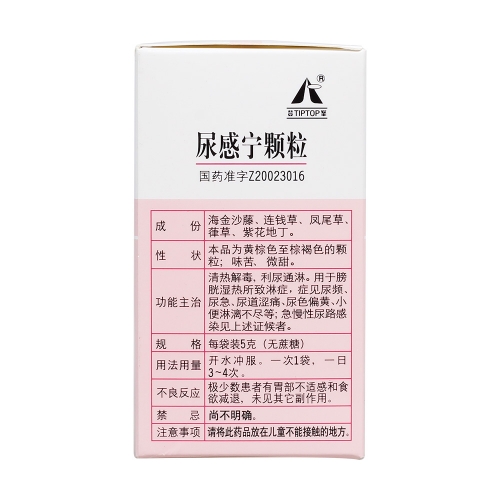 ®
TIPTOP
尿感宁颗粒
国药准字Z20023016
成份 海金沙藤、连钱草、凤尾草、
葎草、紫花地丁。
性状 本品为黄棕色至棕褐色的颗
粒；味苦、微甜。
功能主治 清热解毒，利尿通淋。用于膀
胱湿热所致淋症，症见尿频、
尿急、尿道涩痛、尿色偏黄、小
便淋漓不尽等；急慢性尿路感
染见上述证候者。
规格 每袋装5克（无蔗糖）
用法用量 开水冲服。一次1袋，一日
3~4次。
不良反应 极少数患者有胃部不适感和食
欲减退，未见其它副作用。
禁忌 尚不明确。
注意事项 请将此药品放在儿童不能接触的地方。